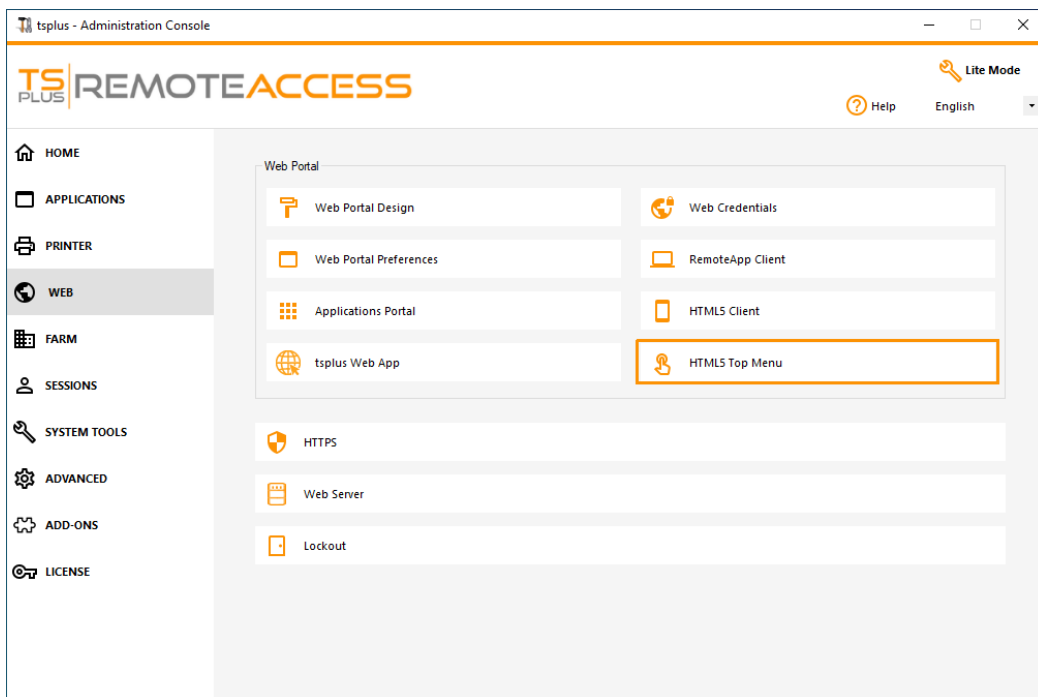 tsplus - Administration Console
TS PLUS REMOTEACCESS
Lite Mode
Help
English
HOME
APPLICATIONS
PRINTER
WEB
FARM
SESSIONS
SYSTEM TOOLS
ADVANCED
ADD-ONS
LICENSE
Web Portal
Web Portal Design
Web Credentials
Web Portal Preferences
RemoteApp Client
Applications Portal
HTML5 Client
tsplus Web App
HTML5 Top Menu
HTTPS
Web Server
Lockout